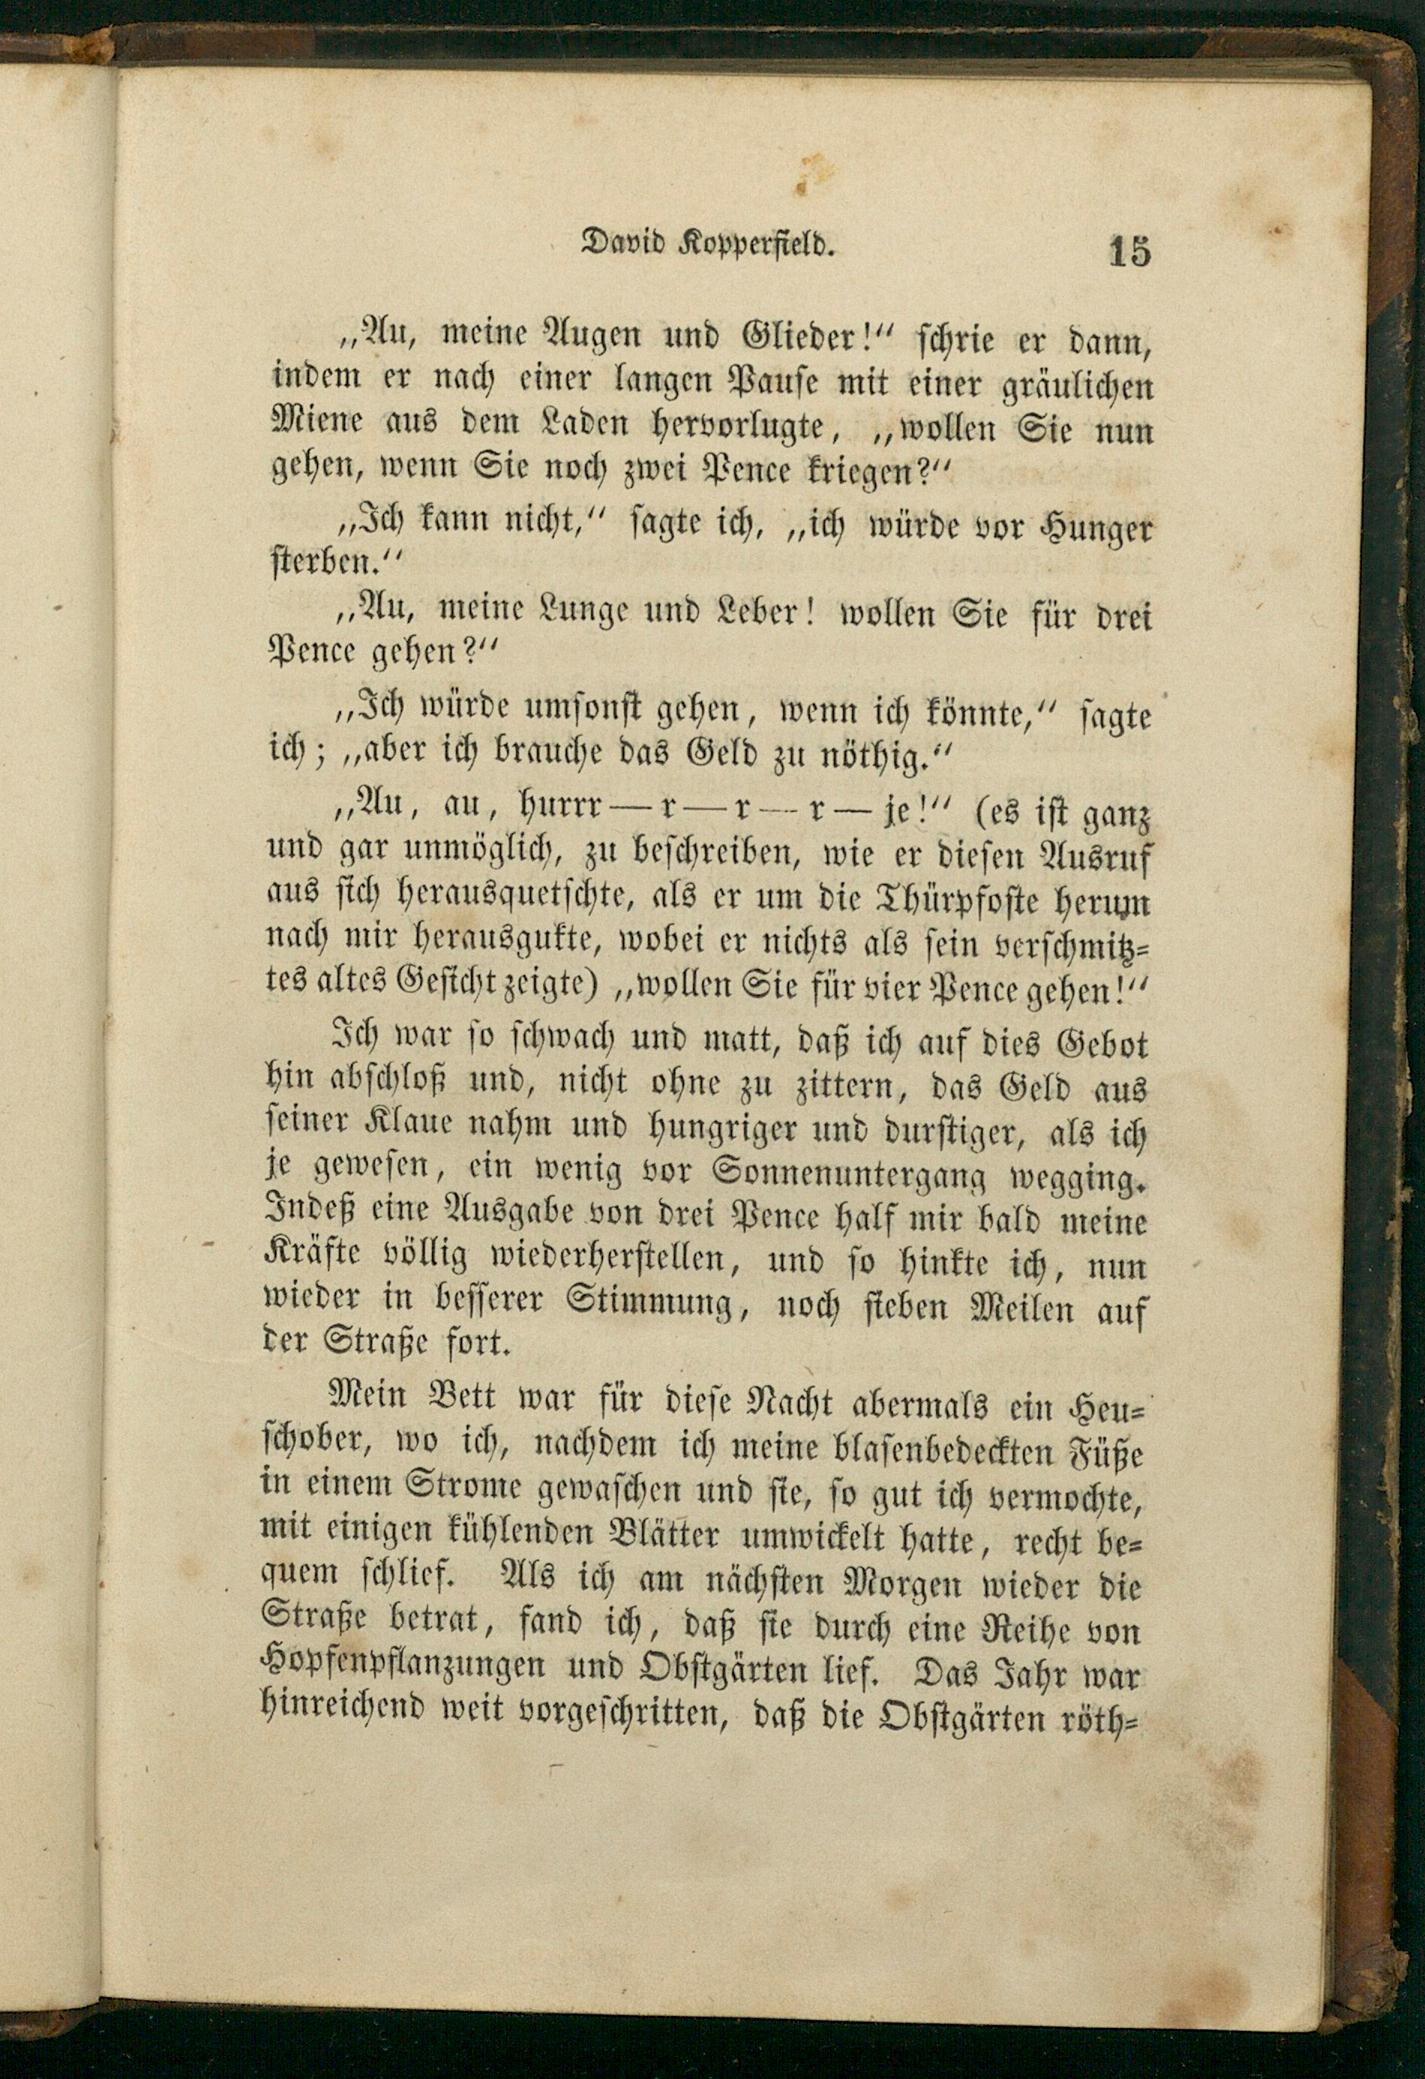 David Kopperfield. 15
„Au, meine Augen und Glieder!“ schrie er dann,
indem er nach einer langen Pause mit einer gräulichen
Miene aus dem Laden hervorlugte, „wollen Sie nun
gehen, wenn Sie noch zwei Pence kriegen?“
„Ich kann nicht,“ sagte ich, „ich würde vor Hunger
sterben.“
„Au, meine Lunge und Leber! wollen Sie für drei
Pence gehen?“
„Ich würde umsonst gehen, wenn ich könnte,“ sagte
ich; „aber ich brauche das Geld zu nöthig.“
„Au, au, hurrr—r—r—r—je!“ (es ist ganz
und gar unmöglich, zu beschreiben, wie er diesen Ausruf
aus sich herausquetschte, als er um die Thürpfoste herum
nach mir herausgukte, wobei er nichts als sein verschmitz-
tes altes Gesicht zeigte) „wollen Sie für vier Pence gehen!“
Ich war so schwach und matt, daß ich auf dies Gebot
hin abschloß und, nicht ohne zu zittern, das Geld aus
seiner Klaue nahm und hungriger und durstiger, als ich
je gewesen, ein wenig vor Sonnenuntergang wegging.
Indeß eine Ausgabe von drei Pence half mir bald meine
Kräfte völlig wiederherstellen, und so hinkte ich, nun
wieder in besserer Stimmung, noch sieben Meilen auf
der Straße fort.
Mein Bett war für diese Nacht abermals ein Heu-
schober, wo ich, nachdem ich meine blasenbedeckten Füße
in einem Strome gewaschen und sie, so gut ich vermochte,
mit einigen kühlenden Blätter umwickelt hatte, recht be-
quem schlief. Als ich am nächsten Morgen wieder die
Straße betrat, fand ich, daß sie durch eine Reihe von
Hopfenpflanzungen und Obstgärten lief. Das Jahr war
hinreichend weit vorgeschritten, daß die Obstgärten röth-